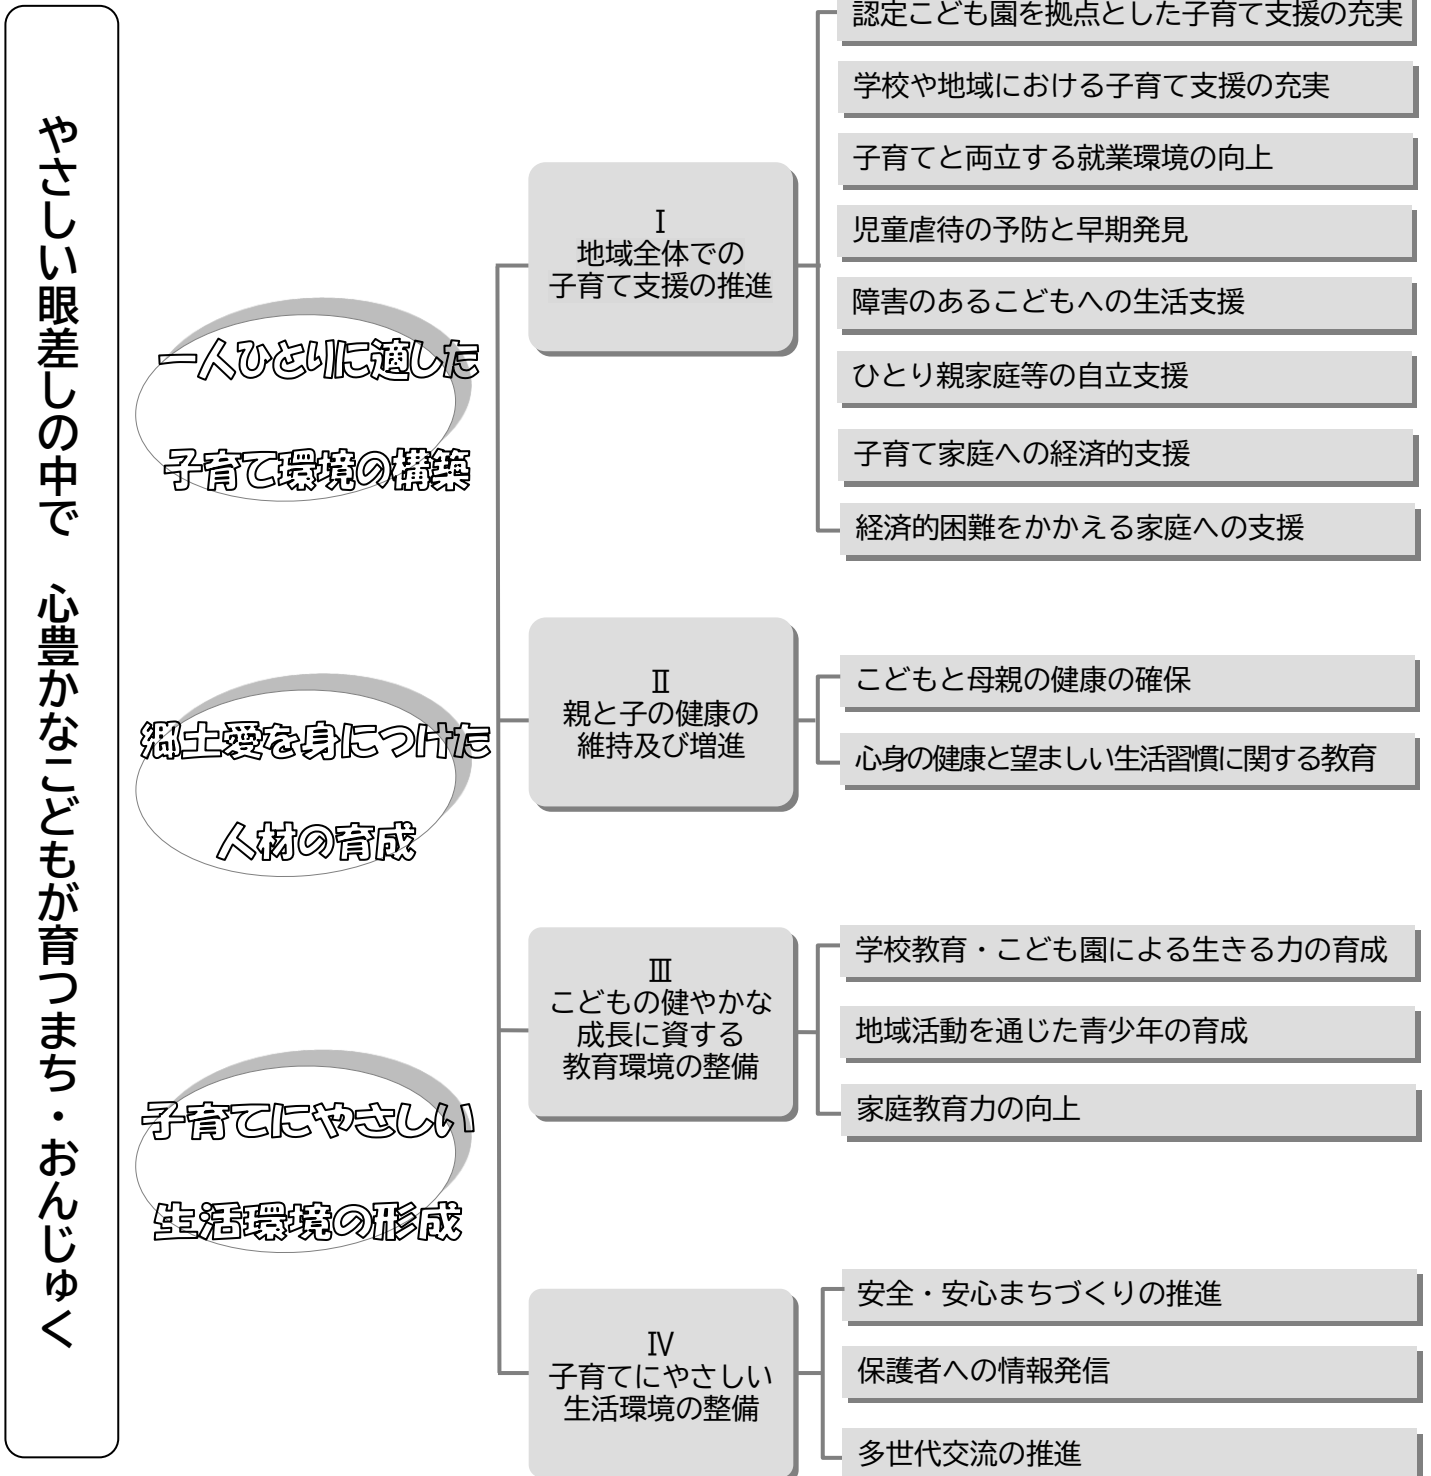 やさしい眼差しの中で　心豊かなこどもが育つまち・おんじゅく
一人ひとりに適した
子育て環境の構築
郷土愛を身につけた
人材の育成
子育てにやさしい
生活環境の形成
Ⅰ
地域全体での
子育て支援の推進
認定こども園を拠点とした子育て支援の充実
学校や地域における子育て支援の充実
子育てと両立する就業環境の向上
児童虐待の予防と早期発見
障害のあるこどもへの生活支援
ひとり親家庭等の自立支援
子育て家庭への経済的支援
経済的困難をかかえる家庭への支援
Ⅱ
親と子の健康の
維持及び増進
こどもと母親の健康の確保
心身の健康と望ましい生活習慣に関する教育
Ⅲ
こどもの健やかな
成長に資する
教育環境の整備
学校教育・こども園による生きる力の育成
地域活動を通じた青少年の育成
家庭教育力の向上
Ⅳ
子育てにやさしい
生活環境の整備
安全・安心まちづくりの推進
保護者への情報発信
多世代交流の推進